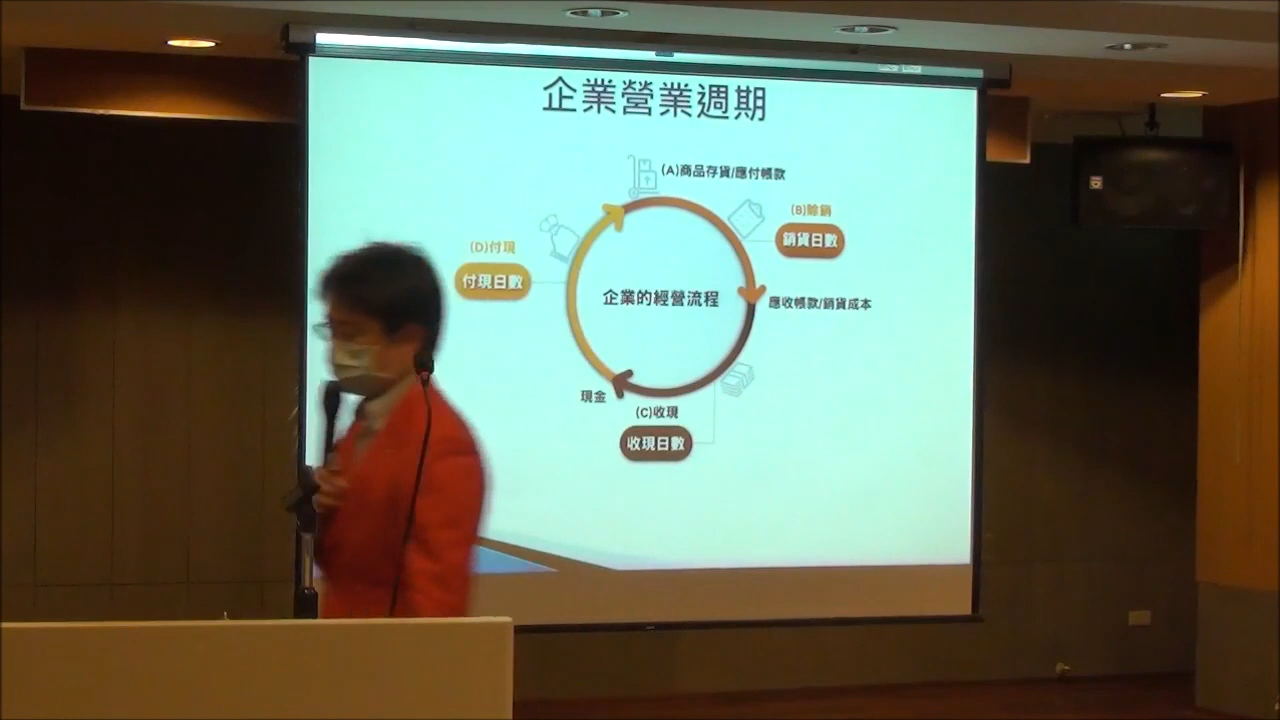 企業營業週期
(A)商品存貨/應付帳款
(B)賒銷
銷貨日數
(D)付現
付現日數
企業的經營流程
應收帳款/銷貨成本
現金
(C)收現
收現日數